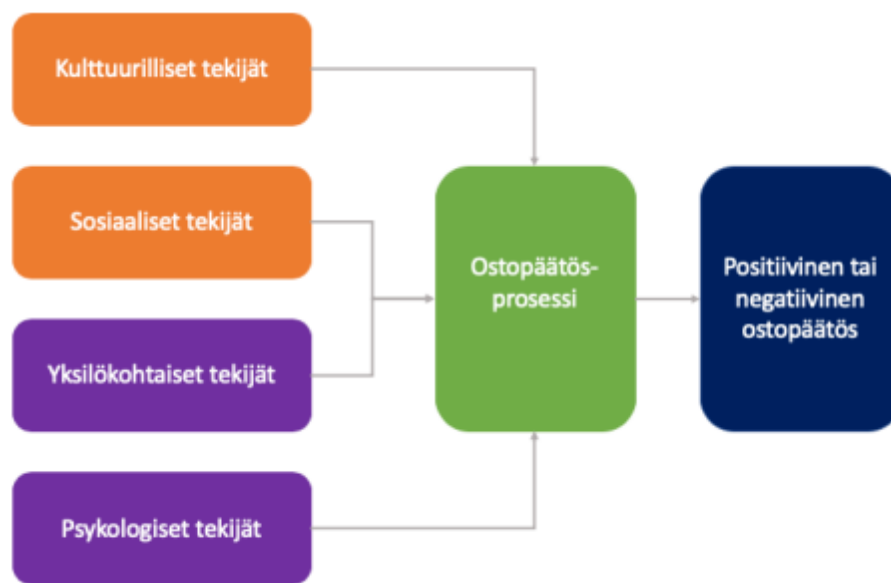 Kulttuurilliset tekijät
Sosiaaliset tekijät
Yksilökohtaiset tekijät
Psykologiset tekijät
Ostopäätös-
prosessi
Positiivinen tai
negatiivinen
ostopäätös